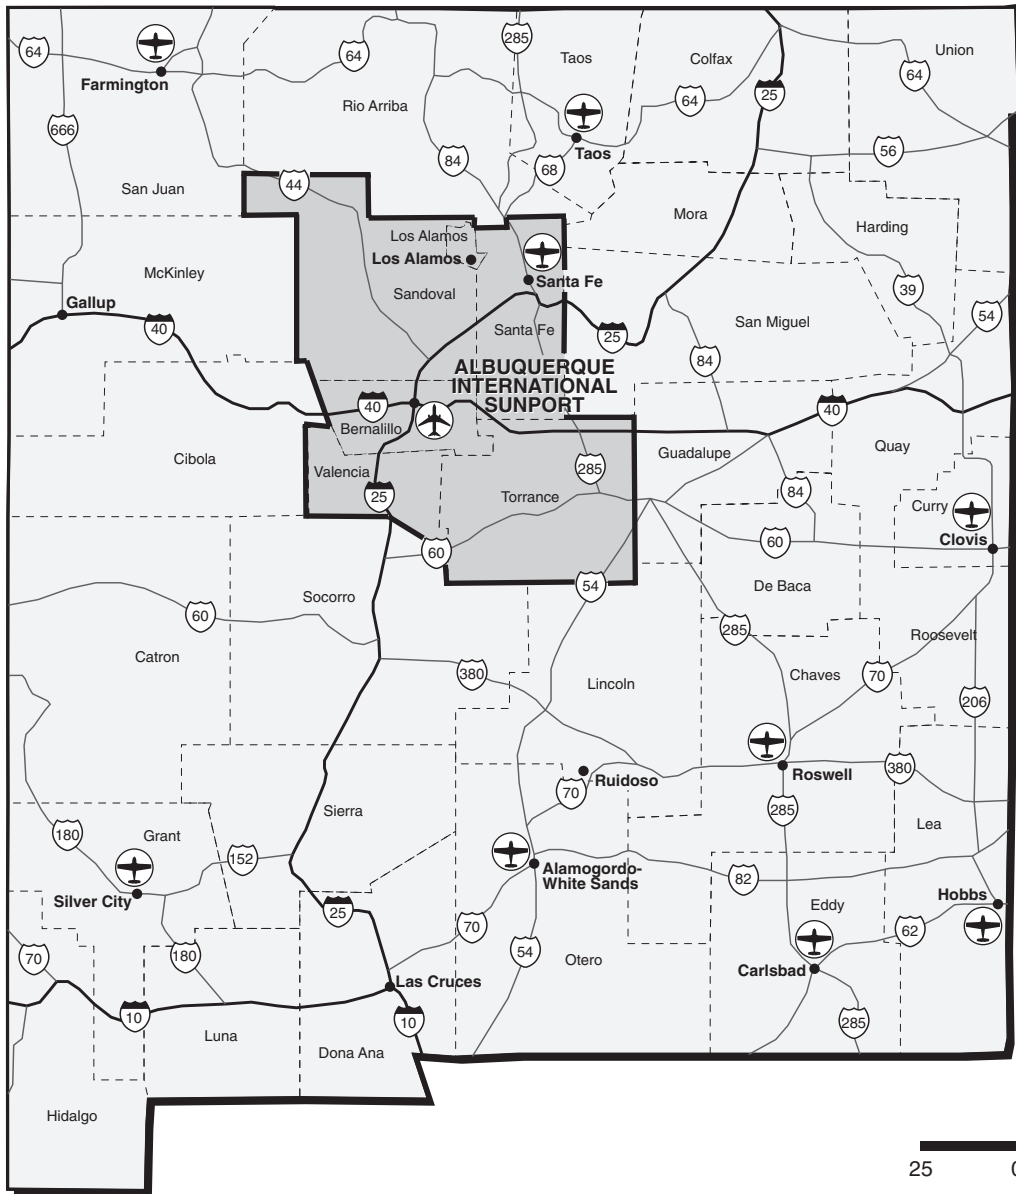 285
64
Union
Taos
Colfax
64
Farmington
64
25
64
Rio Arriba
666
Taos
56
84
68
San Juan
44
Mora
Harding
Los Alamos
Los Alamos
McKinley
Santa Fe
39
Sandoval
Gallup
54
40
Santa Fe
25
San Miguel
84
ALBUQUERQUE
INTERNATIONAL
SUNPORT
40
40
Bernalillo
Quay
Cibola
Guadalupe
Valencia
285
25
Torrance
84
Curry
Clovis
60
60
54
De Baca
Socorro
60
285
Roosevelt
Catron
380
Lincoln
Chaves
70
206
Ruidoso
Roswell
380
70
285
Sierra
180
Grant
Lea
152
Alamogordo-
White Sands
82
Silver City
Hobbs
25
Eddy
70
62
54
70
180
Otero
Carlsbad
Las Cruces
10
10
285
Luna
Dona Ana
Hidalgo
25 0